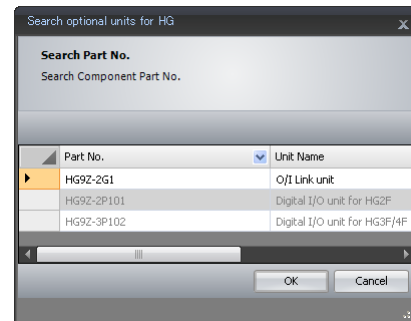 Search optional units for HG
Search Part No.
Search Component Part No.
Part No. Unit Name
HG9Z-2G1 O/I Link unit
HG9Z-2P101 Digital I/O unit for HG2F
HG9Z-3P102 Digital I/O unit for HG3F/4F
OK Cancel